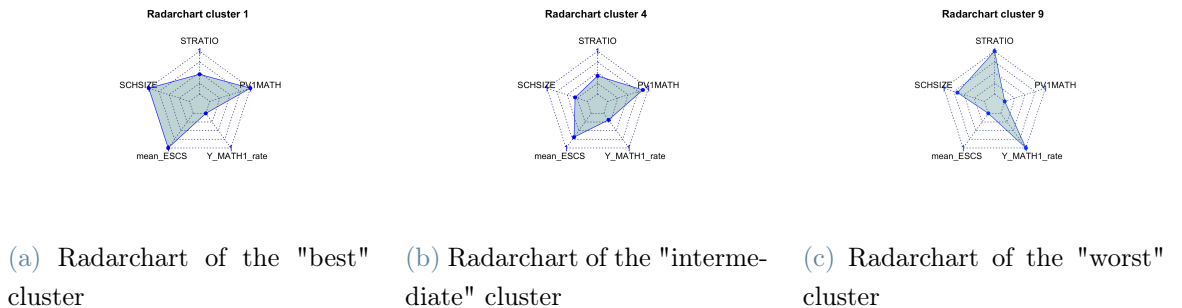 Radarchart cluster 1
STRATIO
SCHSIZE
PV1MATH
mean_ESCS
Y_MATH1_rate
(a) Radarchart of the "best"
cluster
Radarchart cluster 4
STRATIO
SCHSIZE
PV1MATH
mean_ESCS
Y_MATH1_rate
(b) Radarchart of the "interme-
diate" cluster
Radarchart cluster 9
STRATIO
SCHSIZE
PV1MATH
mean_ESCS
Y_MATH1_rate
(c) Radarchart of the "worst"
cluster